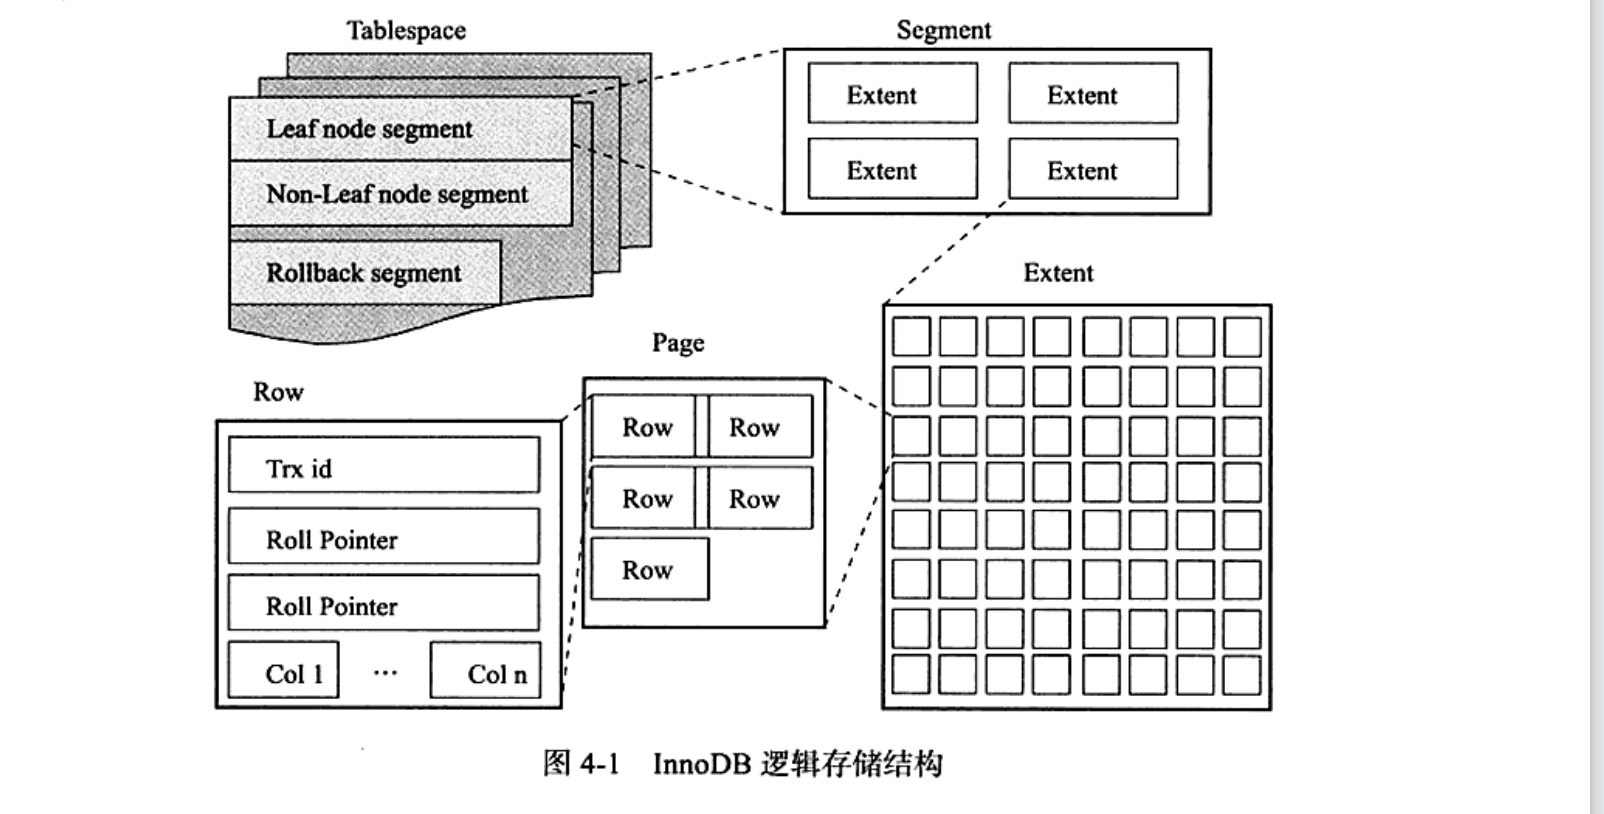 Tablespace
Leaf node segment
Non-Leaf node segment
Rollback segment
Segment
Extent Extent
Extent Extent
Extent
Page
Row Row
Row Row
Row
Row
Trx id
Roll Pointer
Roll Pointer
Col 1 ... Col n
图 4-1 InnoDB 逻辑存储结构